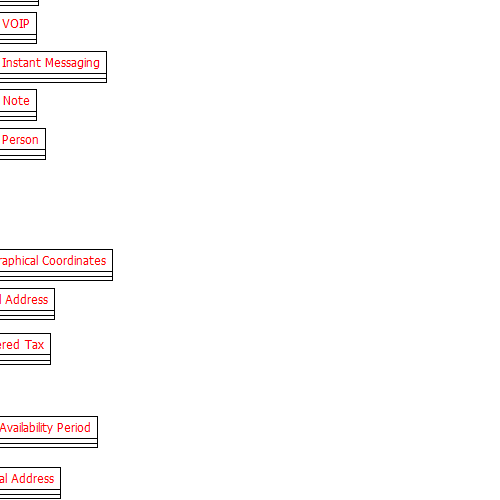 VOIP
Instant Messaging
Note
Person
raphical Coordinates
Address
ered Tax
Availability Period
al Address